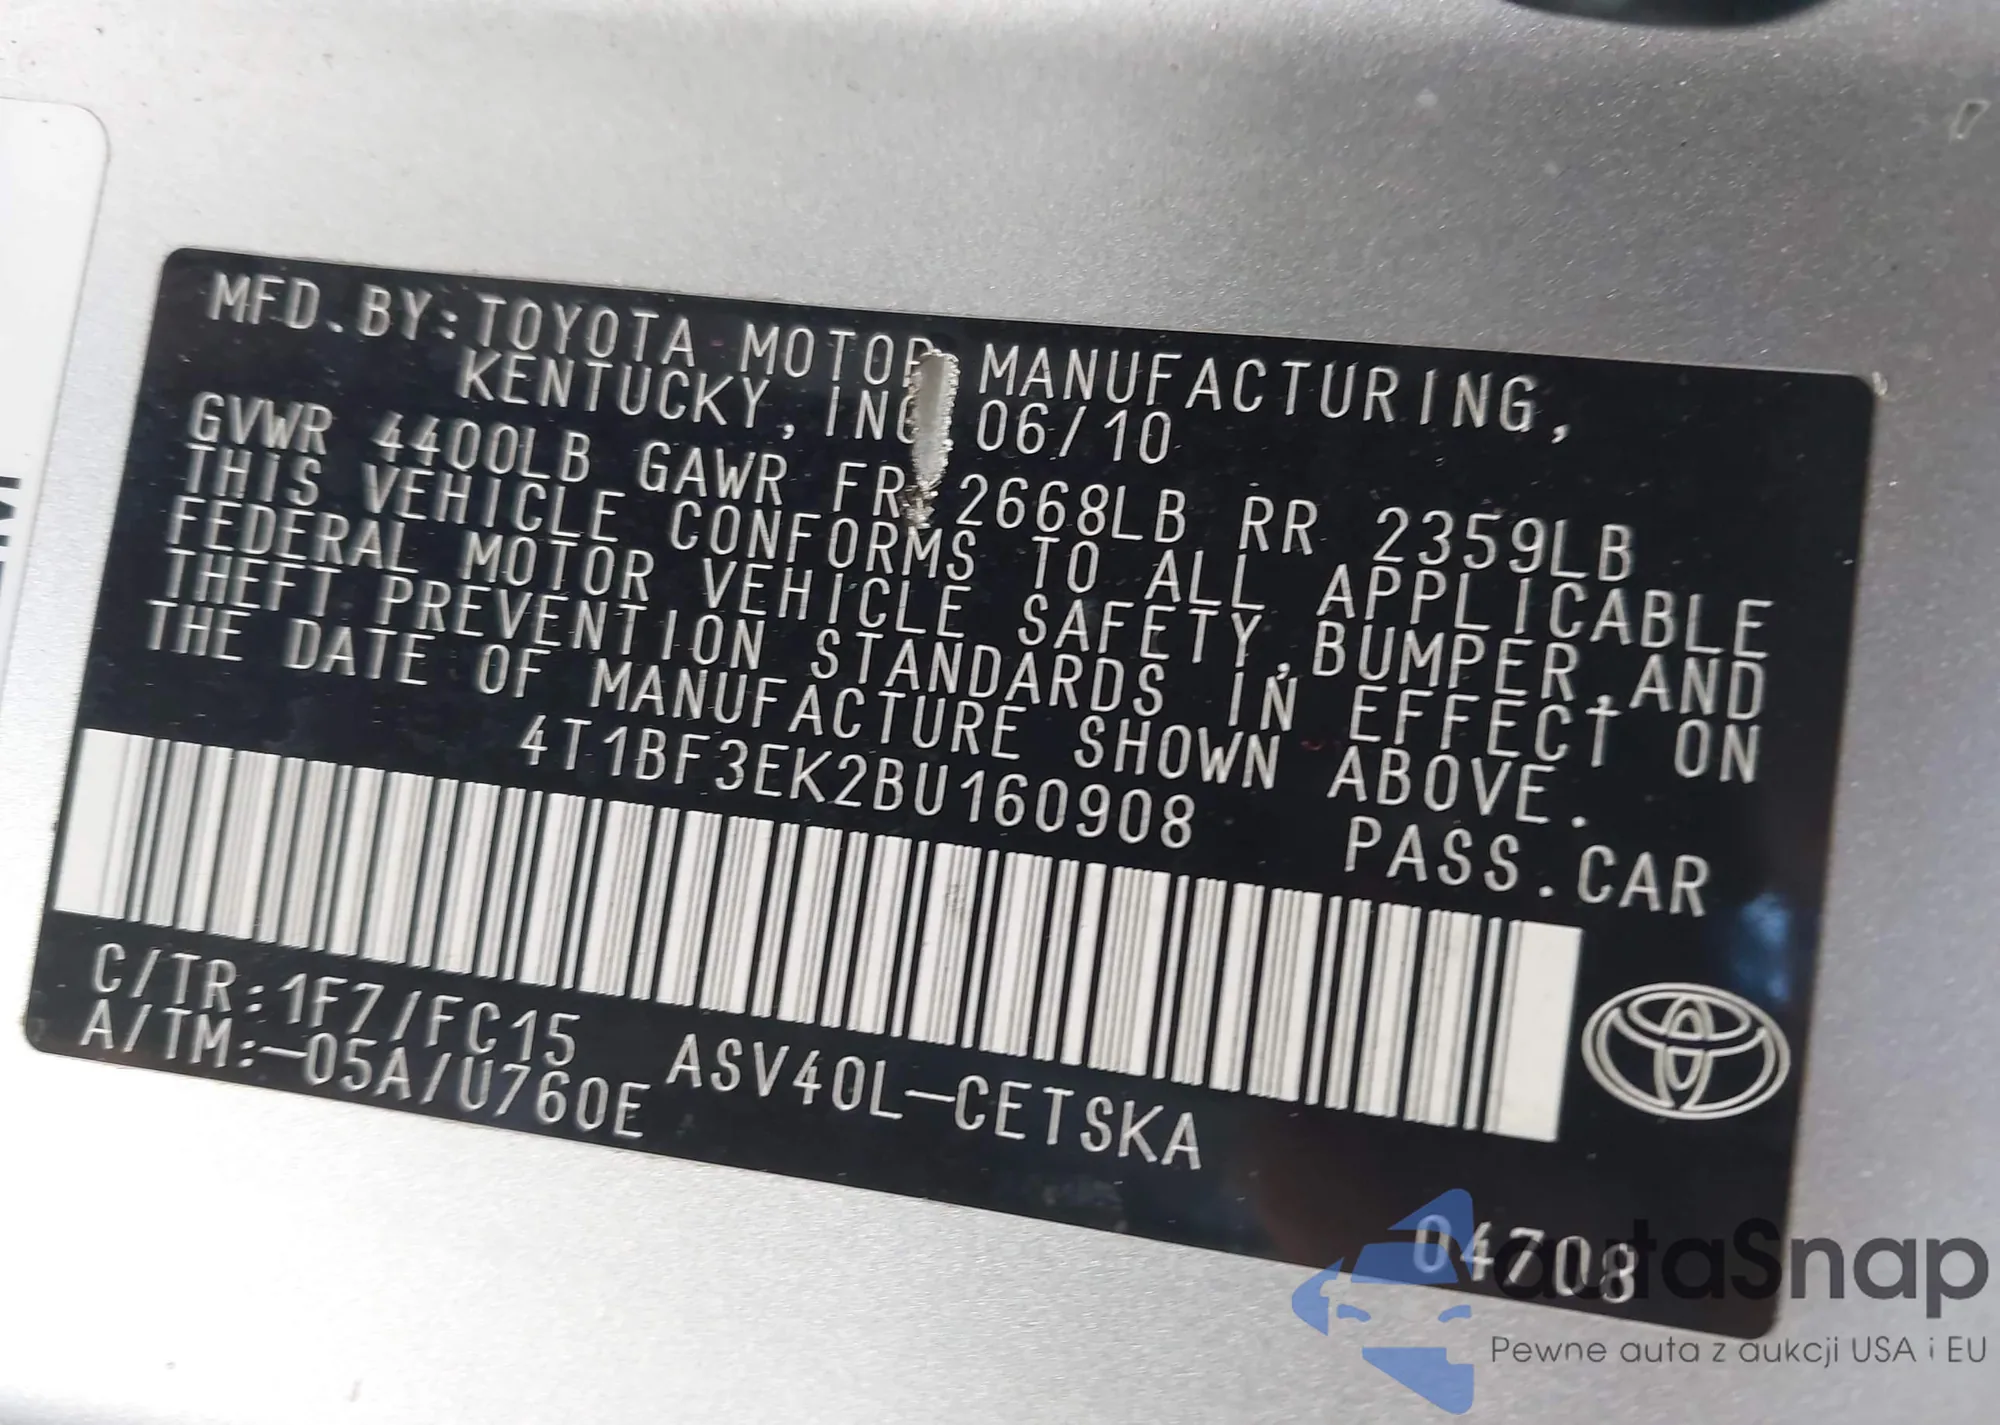 MFD.BY:TOYOTA MOTOR MANUFACTURING,
KENTUCKY, INC. 06/10
GVWR 4400LB GAWR FR 2668LB RR 2359LB
THIS VEHICLE CONFORMS TO ALL APPLICABLE
FEDERAL MOTOR VEHICLE SAFETY,BUMPER,AND
THEFT PREVENTION STANDARDS IN EFFECT ON
THE DATE OF MANUFACTURE SHOWN ABOVE.
4T1BF3EK2BU160908 PASS.CAR
C/TR:1F7/FC15 ASV40L-CETSKA
A/TM:-05A/U760E
04708
autaSnap
Pewne auta z aukcji USA i EU